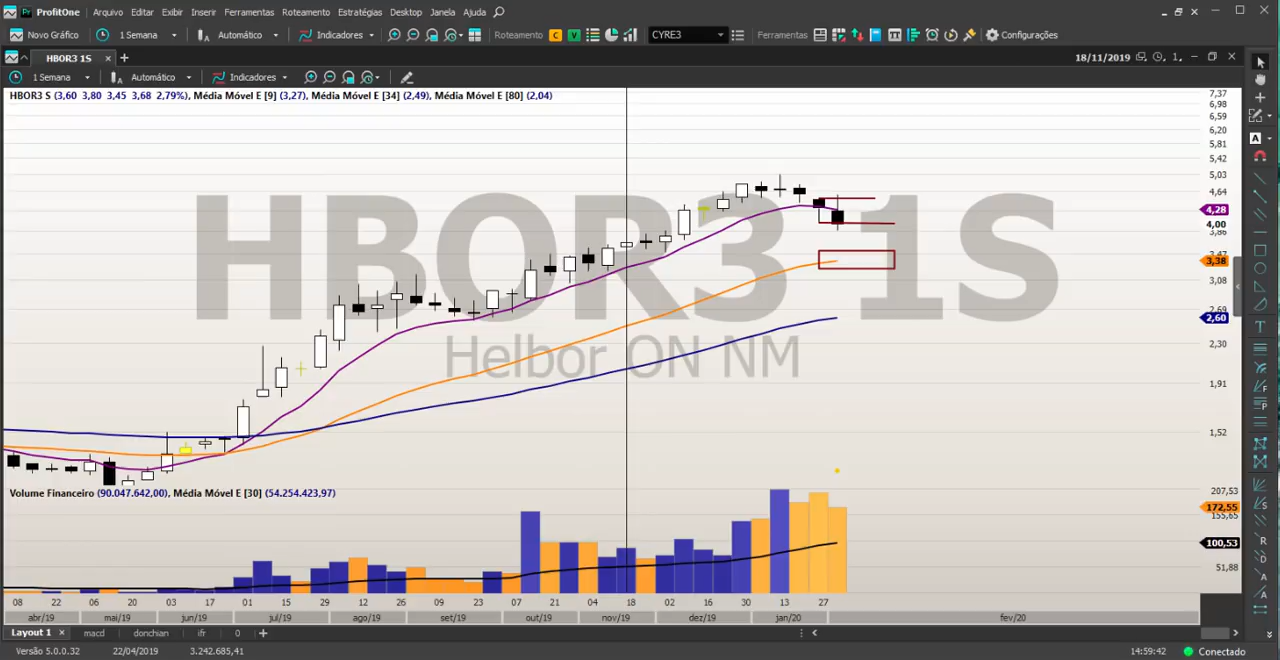 ProfitOne Arquivo Editar Exibir Inserir Ferramentas Roteamento Estratégias Desktop Janela Ajuda
Novo Gráfico 1 Semana Automático Indicadores Roteamento C V CYRE3 Ferramentas Configurações
HBOR3 1S × + 18/11/2019
1 Semana Automático Indicadores
HBOR3 S (3,60 3,80 3,45 3,68 2,79%), Média Móvel E [9] (3,27), Média Móvel E [34] (2,49), Média Móvel E [80] (2,04)
7,37
6,98
6,59
6,20
5,81
5,42
5,03
4,64
4,28
4,00
3,86
3,38
3,08
2,69
2,60
2,30
1,91
1,52
HBOR3 1S
Helbor ON NM
Volume Financeiro (90.047.642,00), Média Móvel E [30] (54.254.423,97)
207,53
172,55
155,65
100,53
51,88
08 22 06 20 03 17 01 15 29 12 26 09 23 07 21 04 18 02 16 30 13 27
abr/19 mai/19 jun/19 jul/19 ago/19 set/19 out/19 nov/19 dez/19 jan/20 fev/20
Layout 1 × macd donchian ifr 0 +
Versão 5.0.0.32 22/04/2019 3.242.685,41 14:59:42 Conectado